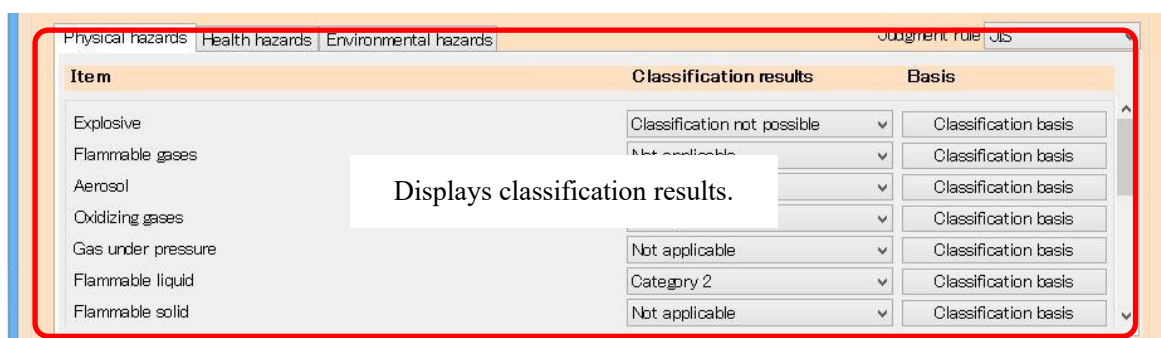 Physical hazards Health hazards Environmental hazards Judgment rule JIS
Item Classification results Basis
Explosive Classification not possible Classification basis
Flammable gases Not applicable Classification basis
Aerosol Classification basis
Oxidizing gases Classification basis
Gas under pressure Not applicable Classification basis
Flammable liquid Category 2 Classification basis
Flammable solid Not applicable Classification basis
Displays classification results.